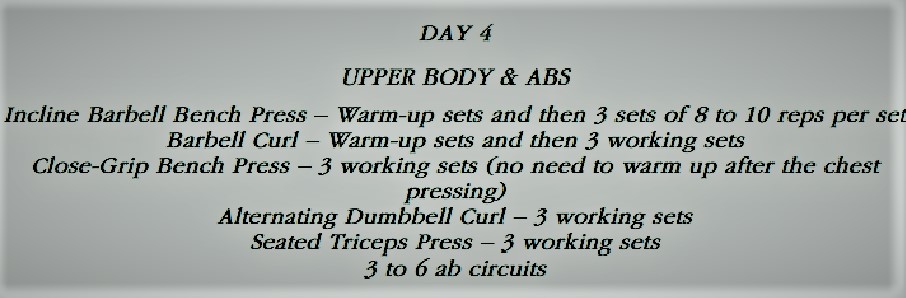 DAY 4
UPPER BODY & ABS
Incline Barbell Bench Press – Warm-up sets and then 3 sets of 8 to 10 reps per set
Barbell Curl – Warm-up sets and then 3 working sets
Close-Grip Bench Press – 3 working sets (no need to warm up after the chest
pressing)
Alternating Dumbbell Curl – 3 working sets
Seated Triceps Press – 3 working sets
3 to 6 ab circuits